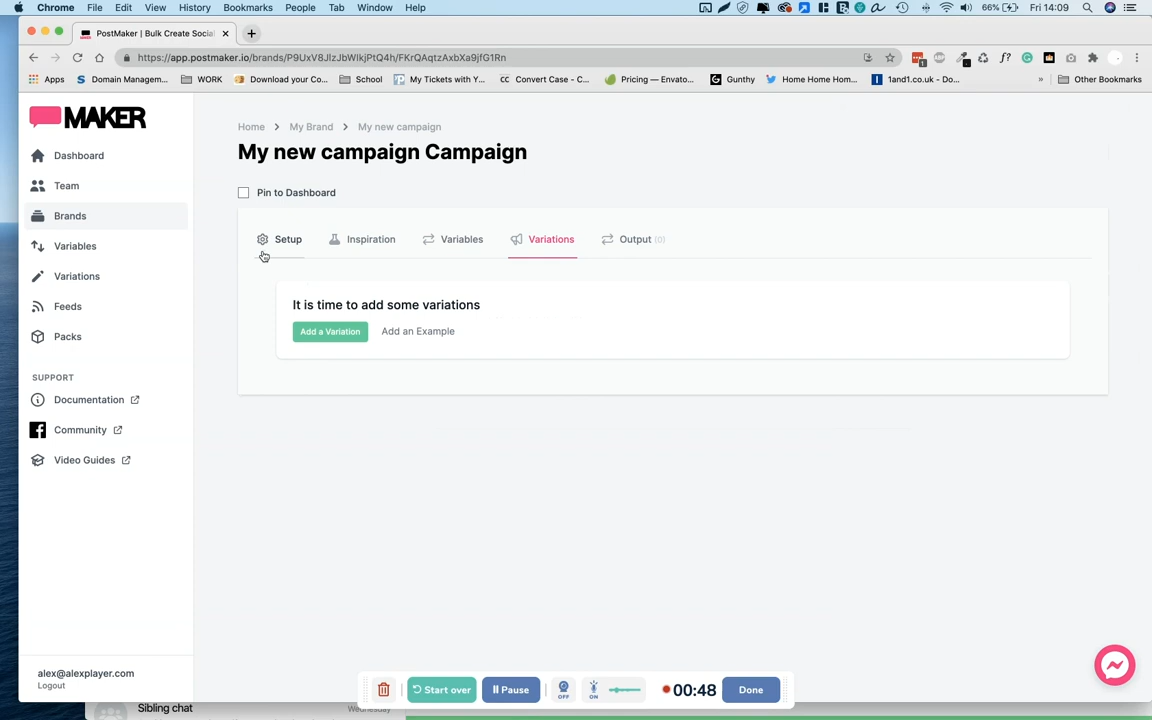 Chrome File Edit View History Bookmarks People Tab Window Help 66% Fri 14:09
PostMaker | Bulk Create Social
https://app.postmaker.io/brands/P9UxV8JlzJbWlkjPtQ4h/FKrQAqtzAxbXa9jfG1Rn
Apps Domain Managem... WORK Download your Co... School My Tickets with Y... CC Convert Case - C... Pricing — Envato... G Gunthy Home Home Hom... 1and1.co.uk - Do... » Other Bookmarks
MAKER
Dashboard
Team
Brands
Variables
Variations
Feeds
Packs
SUPPORT
Documentation
Community
Video Guides
alex@alexplayer.com
Logout
Home > My Brand > My new campaign
My new campaign Campaign
Pin to Dashboard
Setup Inspiration Variables Variations Output (0)
It is time to add some variations
Add a Variation Add an Example
Start over Pause OFF ON 00:48 Done
Sibling chat Wednesday